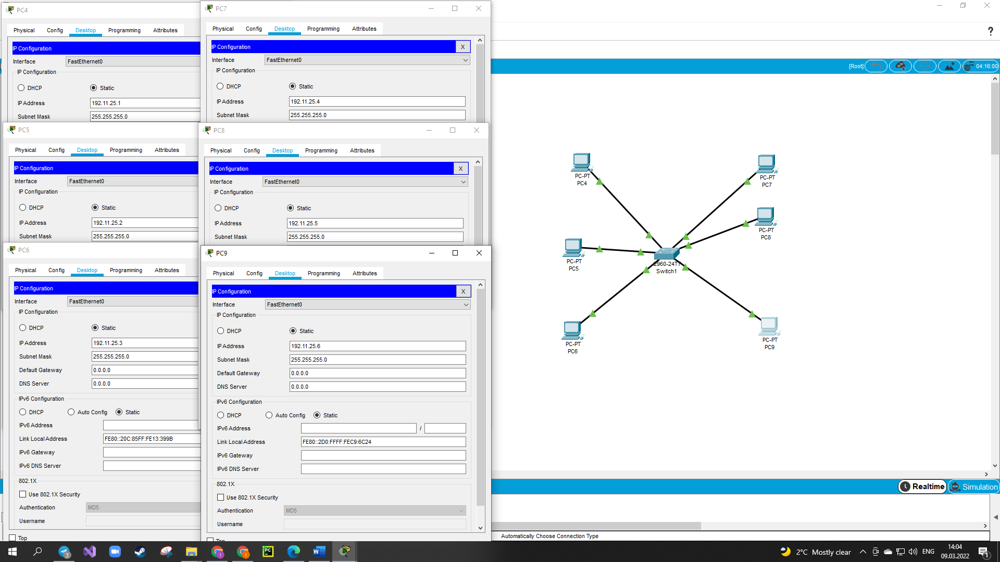 PC4
Physical Config Desktop Programming Attributes
IP Configuration
Interface FastEthernet0
IP Configuration
DHCP Static
IP Address 192.11.25.1
Subnet Mask 255.255.255.0
PC5
Physical Config Desktop Programming Attributes
IP Configuration
Interface FastEthernet0
IP Configuration
DHCP Static
IP Address 192.11.25.2
Subnet Mask 255.255.255.0
PC6
Physical Config Desktop Programming Attributes
IP Configuration
Interface FastEthernet0
IP Configuration
DHCP Static
IP Address 192.11.25.3
Subnet Mask 255.255.255.0
Default Gateway 0.0.0.0
DNS Server 0.0.0.0
IPv6 Configuration
DHCP Auto Config Static
IPv6 Address
Link Local Address FE80::20C:85FF:FE13:399B
IPv6 Gateway
IPv6 DNS Server
802.1X
Use 802.1X Security
Authentication MD5
Username
Top
PC7
Physical Config Desktop Programming Attributes
IP Configuration X
Interface FastEthernet0
IP Configuration
DHCP Static
IP Address 192.11.25.4
Subnet Mask 255.255.255.0
PC8
Physical Config Desktop Programming Attributes
IP Configuration X
Interface FastEthernet0
IP Configuration
DHCP Static
IP Address 192.11.25.5
Subnet Mask 255.255.255.0
PC9
Physical Config Desktop Programming Attributes
IP Configuration X
Interface FastEthernet0
IP Configuration
DHCP Static
IP Address 192.11.25.6
Subnet Mask 255.255.255.0
Default Gateway 0.0.0.0
DNS Server 0.0.0.0
IPv6 Configuration
DHCP Auto Config Static
IPv6 Address /
Link Local Address FE80::2D0:FFFF:FEC9:6C24
IPv6 Gateway
IPv6 DNS Server
802.1X
Use 802.1X Security
Authentication MD5
Username
Top
?
[Root] 04:16:00
PC-PT
PC4
PC-PT
PC7
PC-PT
PC8
PC-PT
PC5
2960-24TT
Switch1
PC-PT
PC6
PC-PT
PC9
Realtime Simulation
Automatically Choose Connection Type
3
PC
W
2°C Mostly clear
ENG
14:04
09.03.2022
1